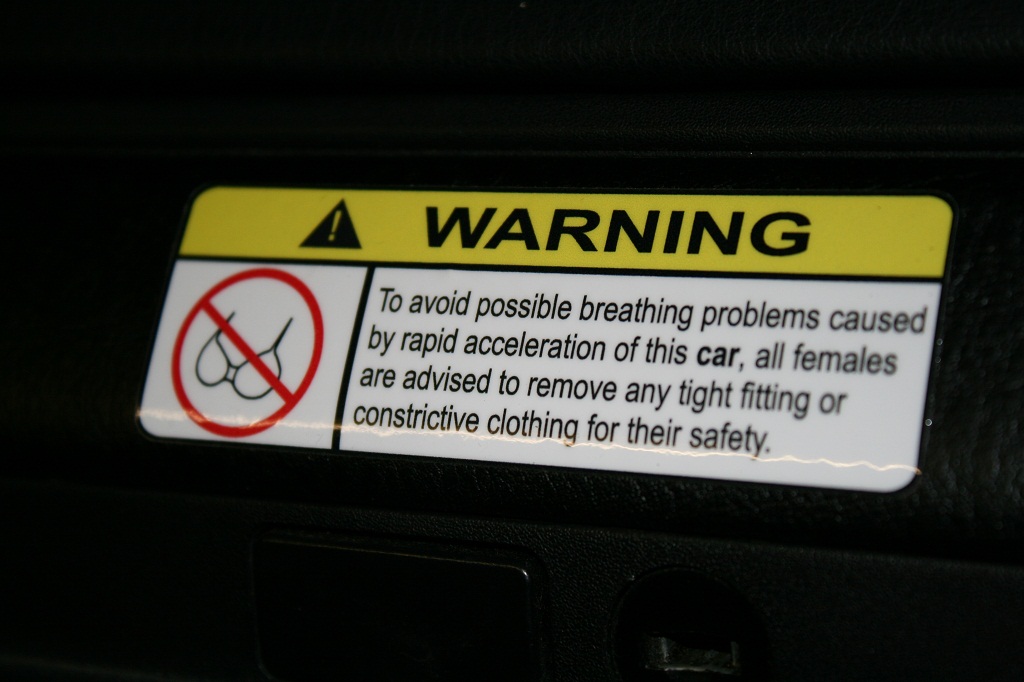 WARNING
To avoid possible breathing problems caused
by rapid acceleration of this car, all females
are advised to remove any tight fitting or
constrictive clothing for their safety.